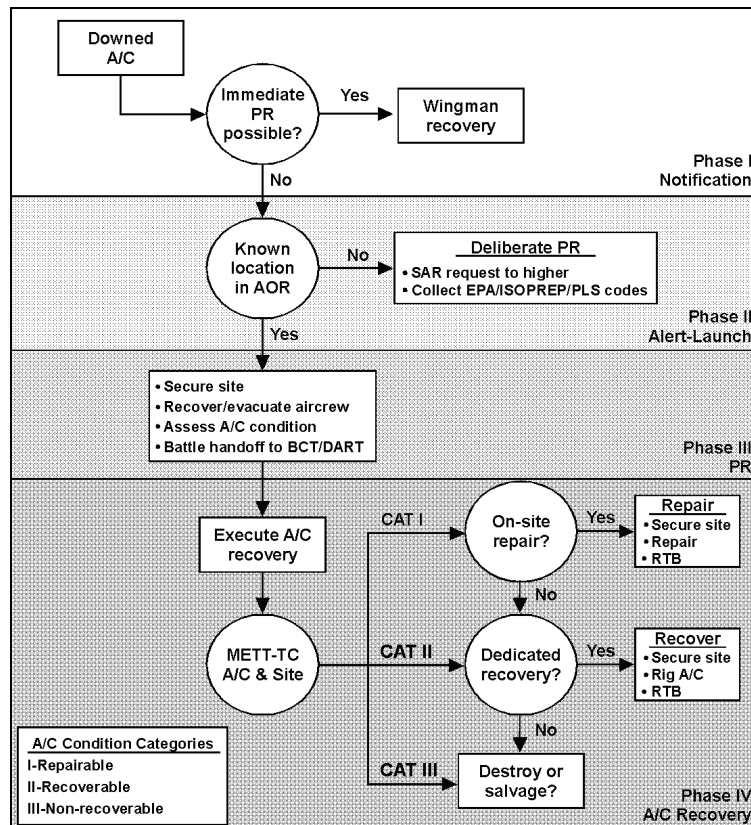 Downed
A/C
Immediate
PR
possible?
Yes
Wingman
recovery
No
Phase I
Notification
Known
location
in AOR
No
Deliberate PR
• SAR request to higher
• Collect EPA/ISOPREP/PLS codes
Yes
Phase II
Alert-Launch
• Secure site
• Recover/evacuate aircrew
• Assess A/C condition
• Battle handoff to BCT/DART
Phase III
PR
Execute A/C
recovery
CAT I
On-site
repair?
Yes
Repair
• Secure site
• Repair
• RTB
No
METT-TC
A/C & Site
CAT II
Dedicated
recovery?
Yes
Recover
• Secure site
• Rig A/C
• RTB
No
A/C Condition Categories
I-Repairable
II-Recoverable
III-Non-recoverable
CAT III
Destroy or
salvage?
Phase IV
A/C Recovery